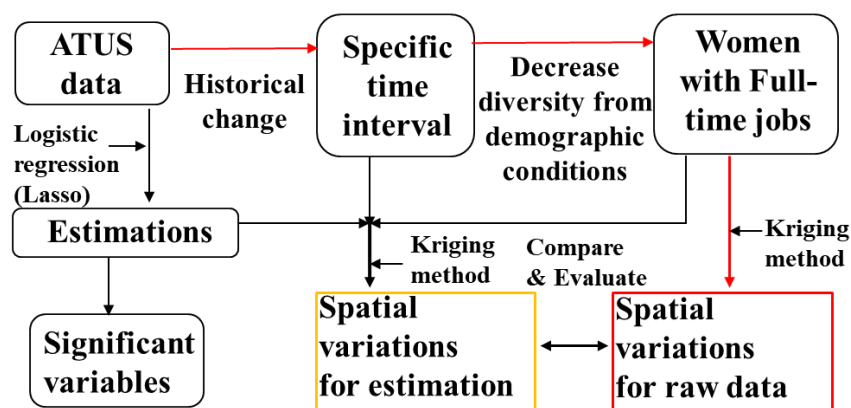 ATUS
data
Historical
change
Specific
time
interval
Decrease
diversity from
demographic
conditions
Women
with Full-
time jobs
Logistic
regression
(Lasso)
Estimations
Kriging
method
Compare
& Evaluate
Kriging
method
Significant
variables
Spatial
variations
for estimation
Spatial
variations
for raw data